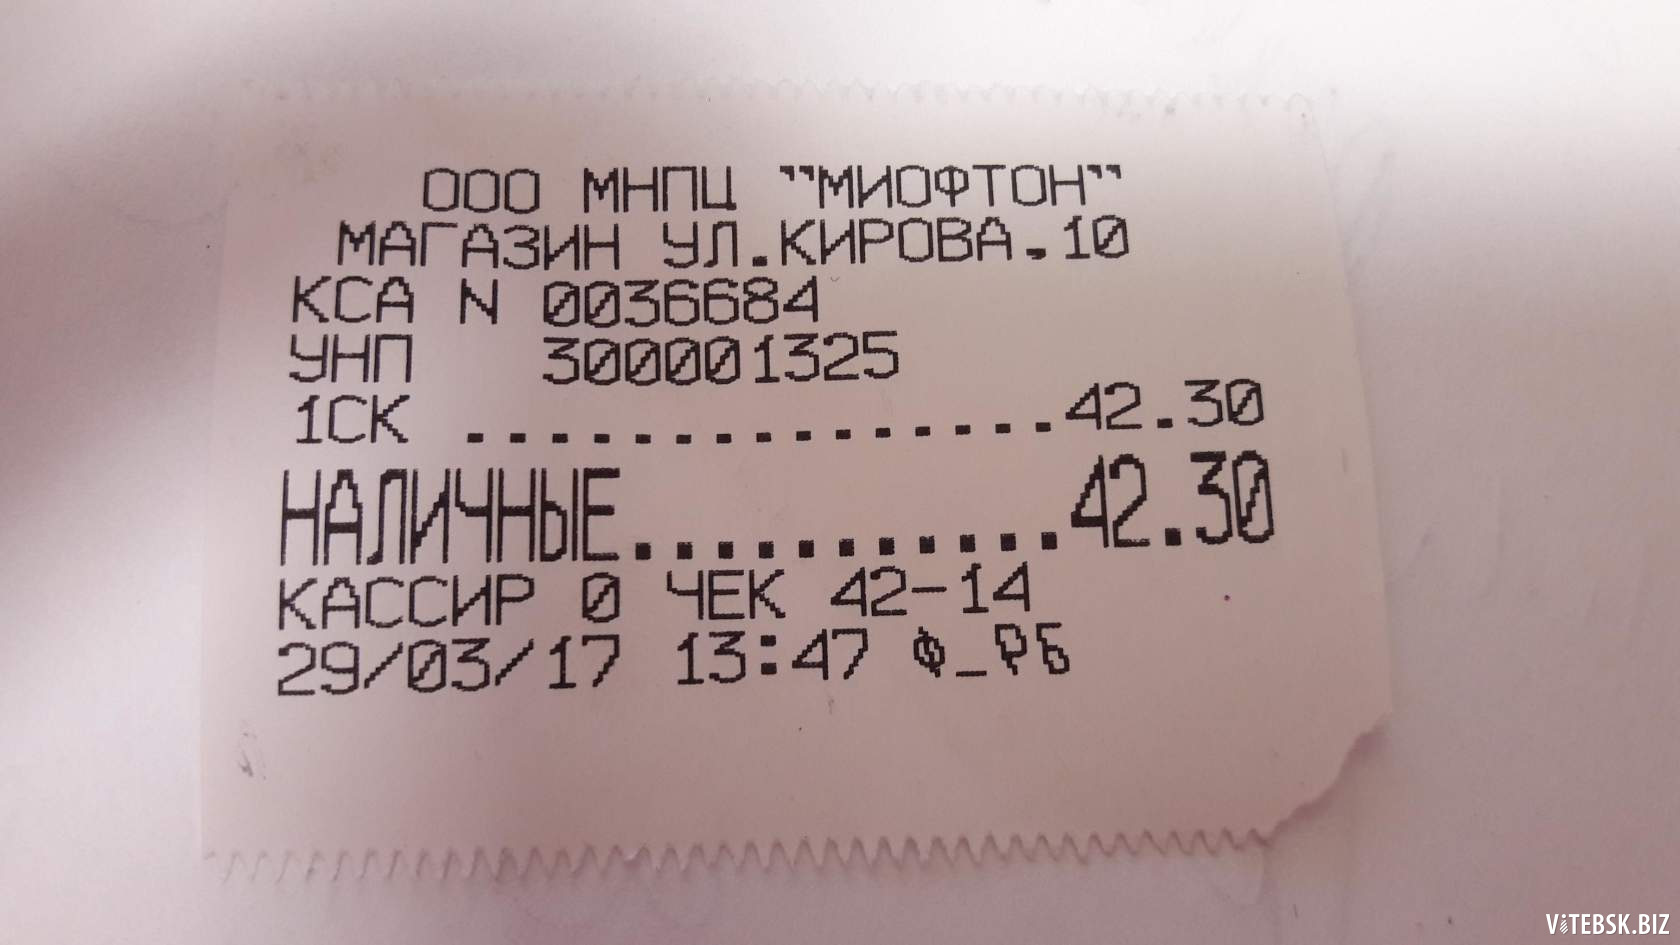 ООО МНПЦ "МИОФТОН"
МАГАЗИН УЛ.КИРОВА.10
КСА N 0036684
УНП 300001325
1СК ...............42.30
НАЛИЧНЫЕ...........42.30
КАССИР 0 ЧЕК 42-14
29/03/17 13:47 Ф_РБ
ViTEBSK.BIZ